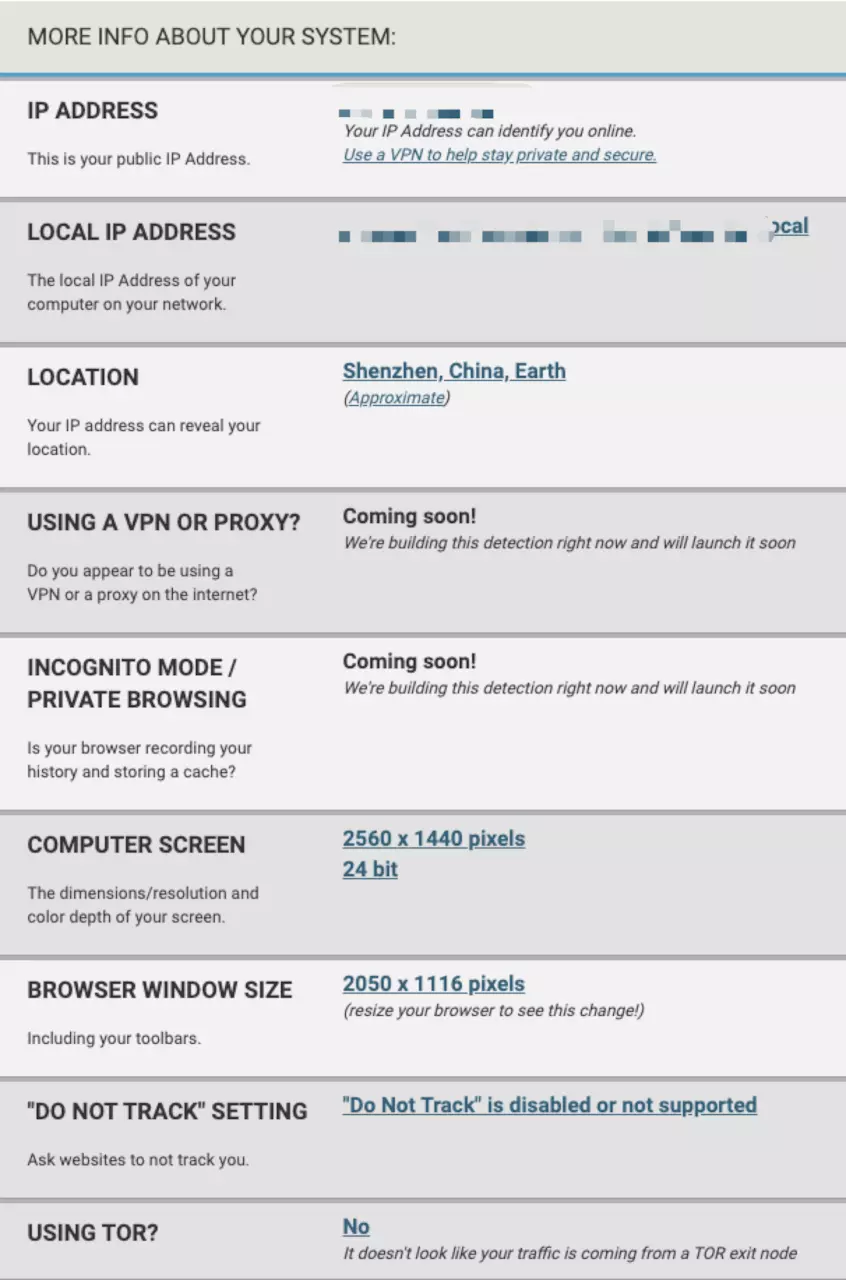 MORE INFO ABOUT YOUR SYSTEM:
IP ADDRESS
This is your public IP Address.
Your IP Address can identify you online.
Use a VPN to help stay private and secure.
LOCAL IP ADDRESS
The local IP Address of your
computer on your network.
ocal
LOCATION
Your IP address can reveal your
location.
Shenzhen, China, Earth
(Approximate)
USING A VPN OR PROXY?
Do you appear to be using a
VPN or a proxy on the internet?
Coming soon!
We're building this detection right now and will launch it soon
INCOGNITO MODE /
PRIVATE BROWSING
Is your browser recording your
history and storing a cache?
Coming soon!
We're building this detection right now and will launch it soon
COMPUTER SCREEN
The dimensions/resolution and
color depth of your screen.
2560 x 1440 pixels
24 bit
BROWSER WINDOW SIZE
Including your toolbars.
2050 x 1116 pixels
(resize your browser to see this change!)
"DO NOT TRACK" SETTING
Ask websites to not track you.
"Do Not Track" is disabled or not supported
USING TOR?
No
It doesn't look like your traffic is coming from a TOR exit node